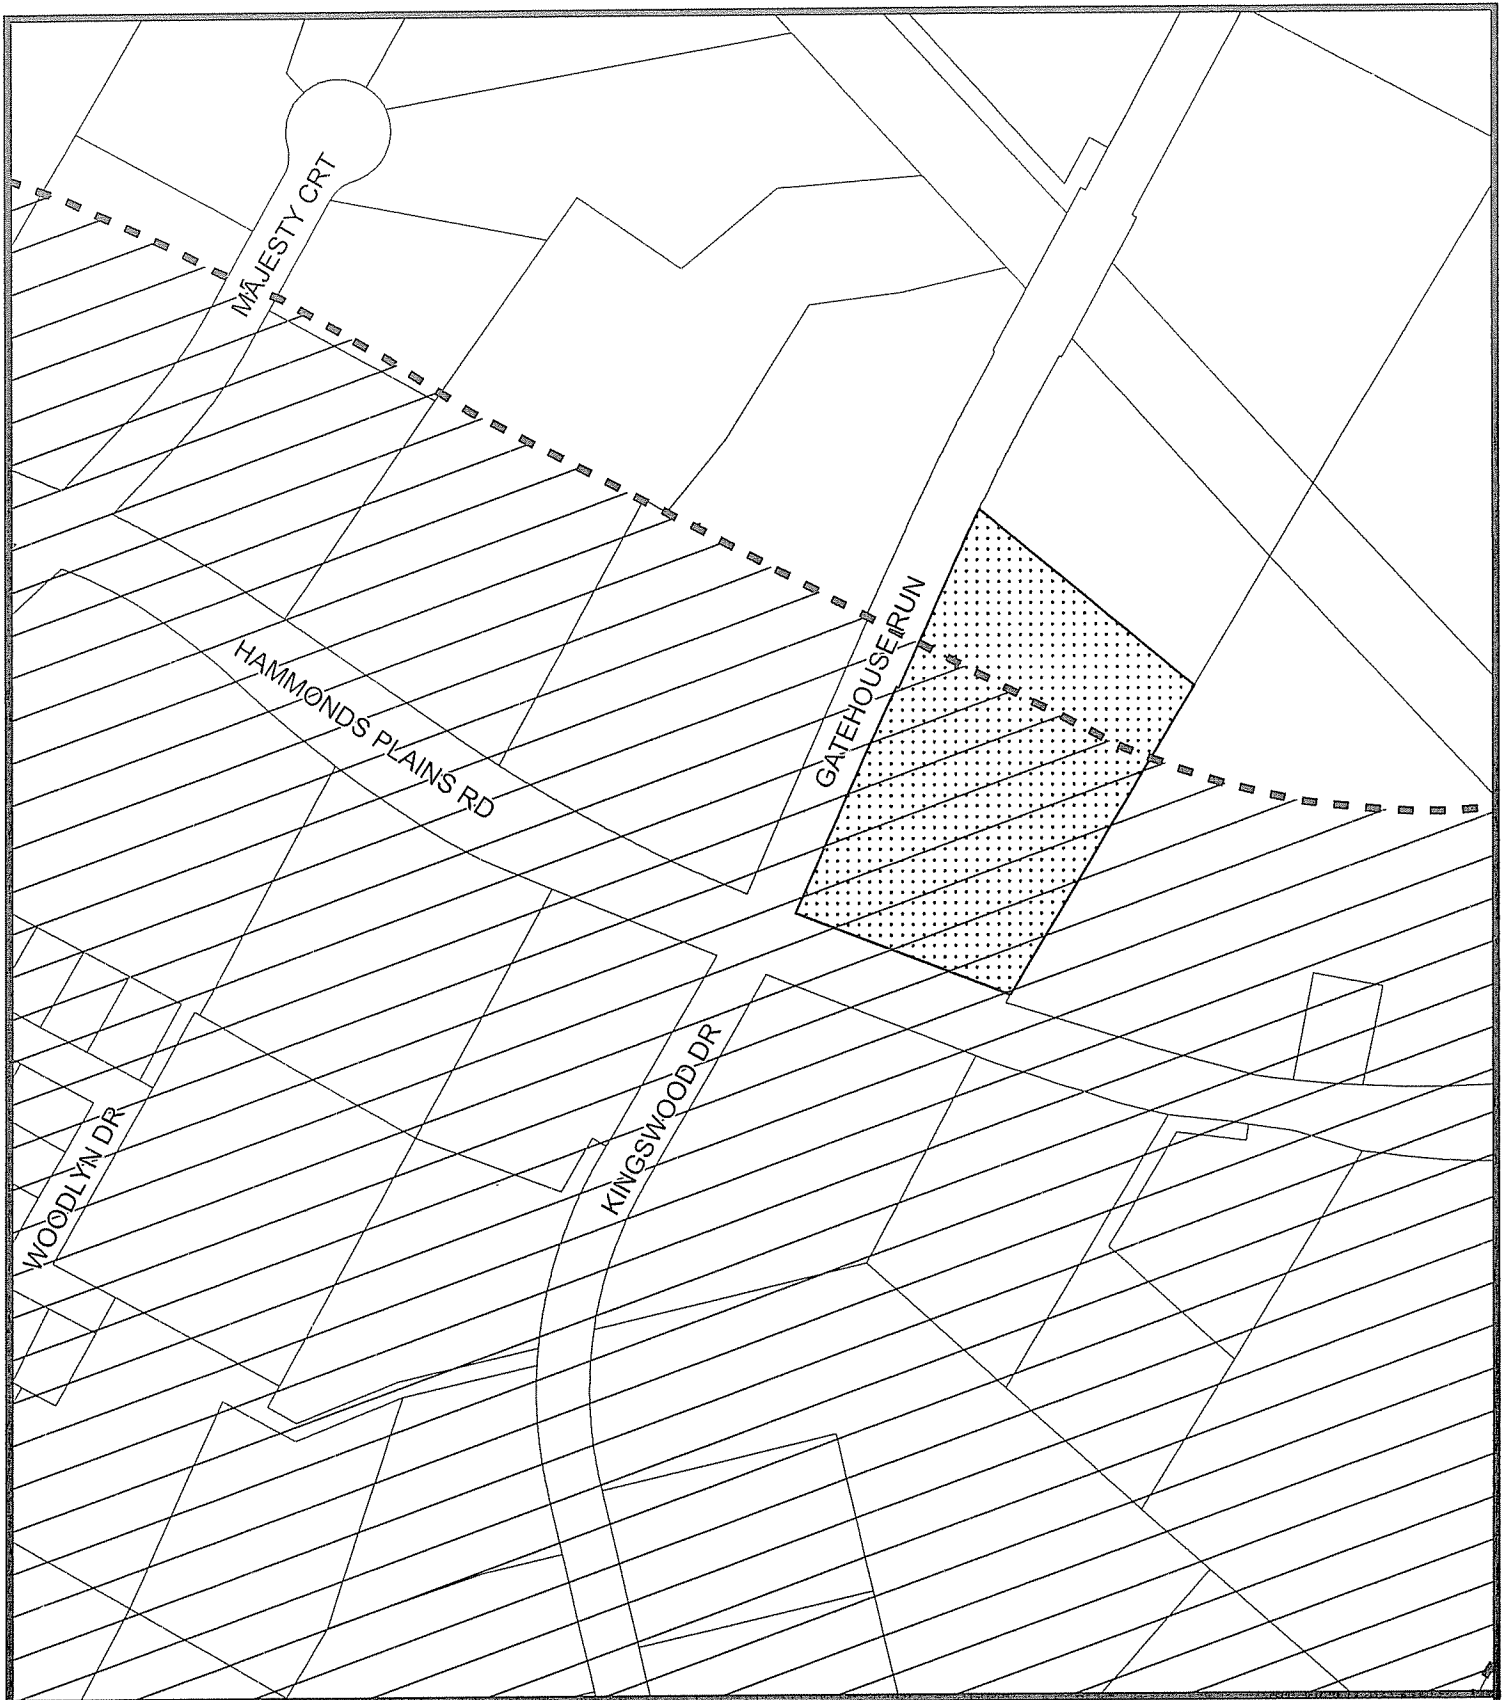 MAJESTY CRT
GATEHOUSE RUN
HAMMONDS PLAINS RD
KINGSWOOD DR
WOODLYN DR